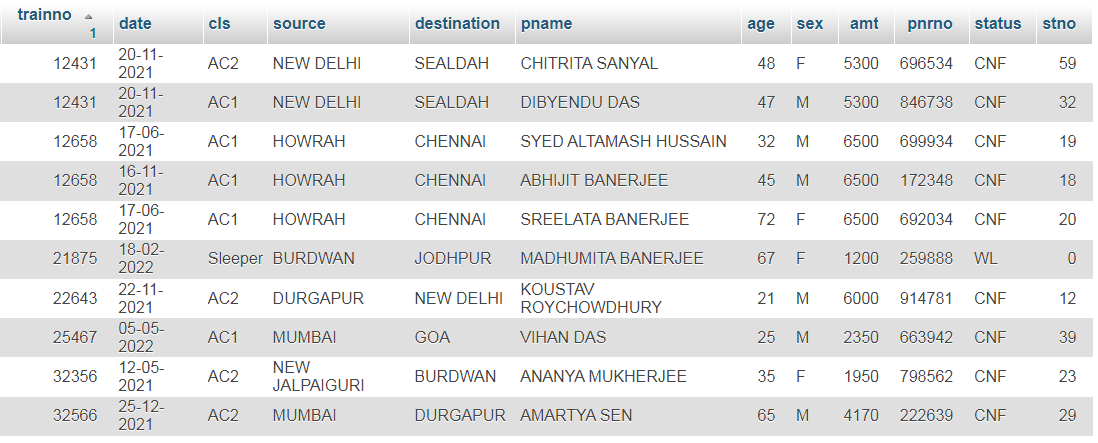 trainno 1 date cls source destination pname age sex amt pnrno status stno
12431 20-11-2021 AC2 NEW DELHI SEALDAH CHITRITA SANYAL 48 F 5300 696534 CNF 59
12431 20-11-2021 AC1 NEW DELHI SEALDAH DIBYENDU DAS 47 M 5300 846738 CNF 32
12658 17-06-2021 AC1 HOWRAH CHENNAI SYED ALTAMASH HUSSAIN 32 M 6500 699934 CNF 19
12658 16-11-2021 AC1 HOWRAH CHENNAI ABHIJIT BANERJEE 45 M 6500 172348 CNF 18
12658 17-06-2021 AC1 HOWRAH CHENNAI SREELATA BANERJEE 72 F 6500 692034 CNF 20
21875 18-02-2022 Sleeper BURDWAN JODHPUR MADHUMITA BANERJEE 67 F 1200 259888 WL 0
22643 22-11-2021 AC2 DURGAPUR NEW DELHI KOUSTAV ROYCHOWDHURY 21 M 6000 914781 CNF 12
25467 05-05-2022 AC1 MUMBAI GOA VIHAN DAS 25 M 2350 663942 CNF 39
32356 12-05-2021 AC2 NEW JALPAIGURI BURDWAN ANANYA MUKHERJEE 35 F 1950 798562 CNF 23
32566 25-12-2021 AC2 MUMBAI DURGAPUR AMARTYA SEN 65 M 4170 222639 CNF 29